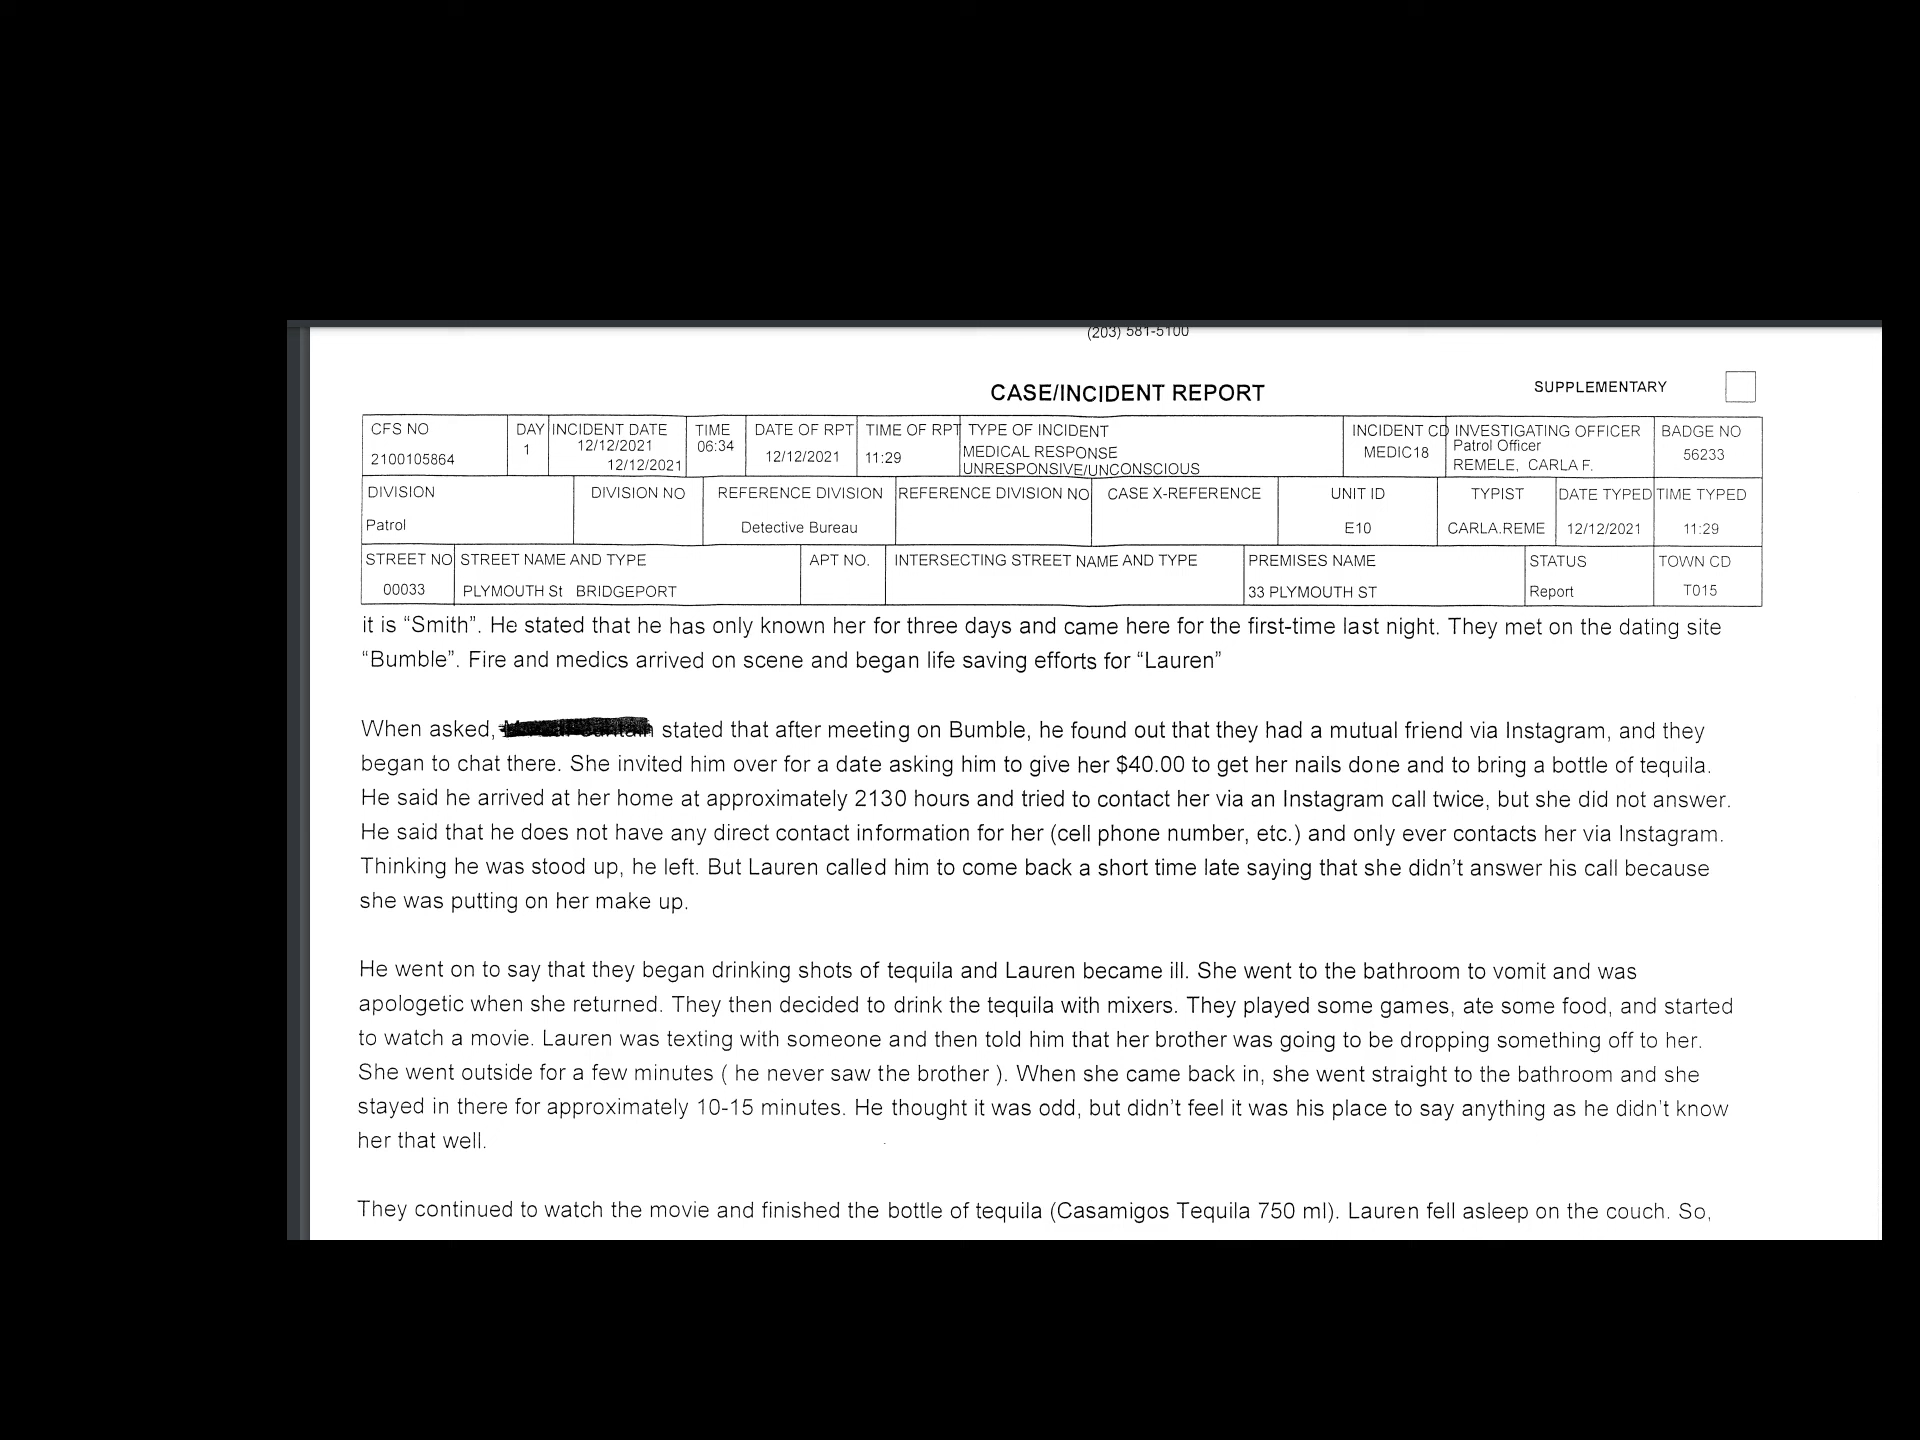 (203) 581-5100
CASE/INCIDENT REPORT
SUPPLEMENTARY
CFS NO DAY INCIDENT DATE TIME DATE OF RPT TIME OF RPT TYPE OF INCIDENT INCIDENT CD INVESTIGATING OFFICER BADGE NO
2100105864 1 12/12/2021 06:34 12/12/2021 11:29 MEDICAL RESPONSE MEDIC18 Patrol Officer 56233
12/12/2021 UNRESPONSIVE/UNCONSCIOUS REMELE, CARLA F.
DIVISION DIVISION NO REFERENCE DIVISION REFERENCE DIVISION NO CASE X-REFERENCE UNIT ID TYPIST DATE TYPED TIME TYPED
Patrol Detective Bureau E10 CARLA.REME 12/12/2021 11:29
STREET NO STREET NAME AND TYPE APT NO. INTERSECTING STREET NAME AND TYPE PREMISES NAME STATUS TOWN CD
00033 PLYMOUTH St BRIDGEPORT 33 PLYMOUTH ST Report T015
it is “Smith”. He stated that he has only known her for three days and came here for the first-time last night. They met on the dating site
“Bumble”. Fire and medics arrived on scene and began life saving efforts for “Lauren”
When asked, stated that after meeting on Bumble, he found out that they had a mutual friend via Instagram, and they
began to chat there. She invited him over for a date asking him to give her $40.00 to get her nails done and to bring a bottle of tequila.
He said he arrived at her home at approximately 2130 hours and tried to contact her via an Instagram call twice, but she did not answer.
He said that he does not have any direct contact information for her (cell phone number, etc.) and only ever contacts her via Instagram.
Thinking he was stood up, he left. But Lauren called him to come back a short time late saying that she didn’t answer his call because
she was putting on her make up.
He went on to say that they began drinking shots of tequila and Lauren became ill. She went to the bathroom to vomit and was
apologetic when she returned. They then decided to drink the tequila with mixers. They played some games, ate some food, and started
to watch a movie. Lauren was texting with someone and then told him that her brother was going to be dropping something off to her.
She went outside for a few minutes ( he never saw the brother ). When she came back in, she went straight to the bathroom and she
stayed in there for approximately 10-15 minutes. He thought it was odd, but didn’t feel it was his place to say anything as he didn’t know
her that well.
They continued to watch the movie and finished the bottle of tequila (Casamigos Tequila 750 ml). Lauren fell asleep on the couch. So,